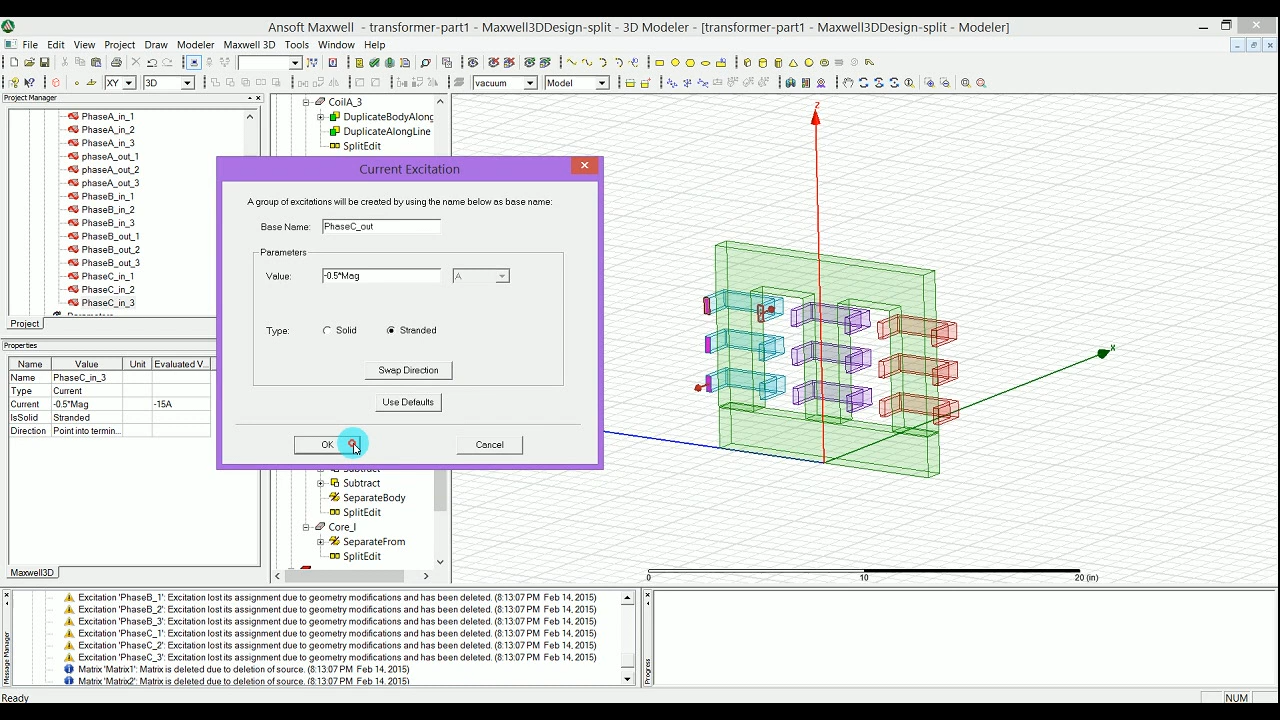 Ansoft Maxwell - transformer-part1 - Maxwell3DDesign-split - 3D Modeler - [transformer-part1 - Maxwell3DDesign-split - Modeler]
File Edit View Project Draw Modeler Maxwell 3D Tools Window Help
XY 3D vacuum Model
Project Manager
PhaseA_in_1
PhaseA_in_2
PhaseA_in_3
phaseA_out_1
phaseA_out_2
phaseA_out_3
PhaseB_in_1
PhaseB_in_2
PhaseB_in_3
PhaseB_out_1
PhaseB_out_2
PhaseB_out_3
PhaseC_in_1
PhaseC_in_2
PhaseC_in_3
Project
Properties
Name Value Unit Evaluated V...
Name PhaseC_in_3
Type Current
Current -0.5*Mag -15A
IsSolid Stranded
Direction Point into termin...
Maxwell3D
CoilA_3
DuplicateBodyAlong
DuplicateAlongLine
SplitEdit
Current Excitation
A group of excitations will be created by using the name below as base name:
Base Name: PhaseC_out
Parameters
Value: -0.5*Mag A
Type: Solid Stranded
Swap Direction
Use Defaults
OK Cancel
Subtract
SeparateBody
SplitEdit
Core_I
SeparateFrom
SplitEdit
Z
X
0 10 20 (in)
Message Manager
Excitation 'PhaseB_1': Excitation lost its assignment due to geometry modifications and has been deleted. (8:13:07 PM Feb 14, 2015)
Excitation 'PhaseB_2': Excitation lost its assignment due to geometry modifications and has been deleted. (8:13:07 PM Feb 14, 2015)
Excitation 'PhaseB_3': Excitation lost its assignment due to geometry modifications and has been deleted. (8:13:07 PM Feb 14, 2015)
Excitation 'PhaseC_1': Excitation lost its assignment due to geometry modifications and has been deleted. (8:13:07 PM Feb 14, 2015)
Excitation 'PhaseC_2': Excitation lost its assignment due to geometry modifications and has been deleted. (8:13:07 PM Feb 14, 2015)
Excitation 'PhaseC_3': Excitation lost its assignment due to geometry modifications and has been deleted. (8:13:07 PM Feb 14, 2015)
Matrix 'Matrix1': Matrix is deleted due to deletion of source. (8:13:07 PM Feb 14, 2015)
Matrix 'Matrix2': Matrix is deleted due to deletion of source. (8:13:07 PM Feb 14, 2015)
Progress
Ready NUM